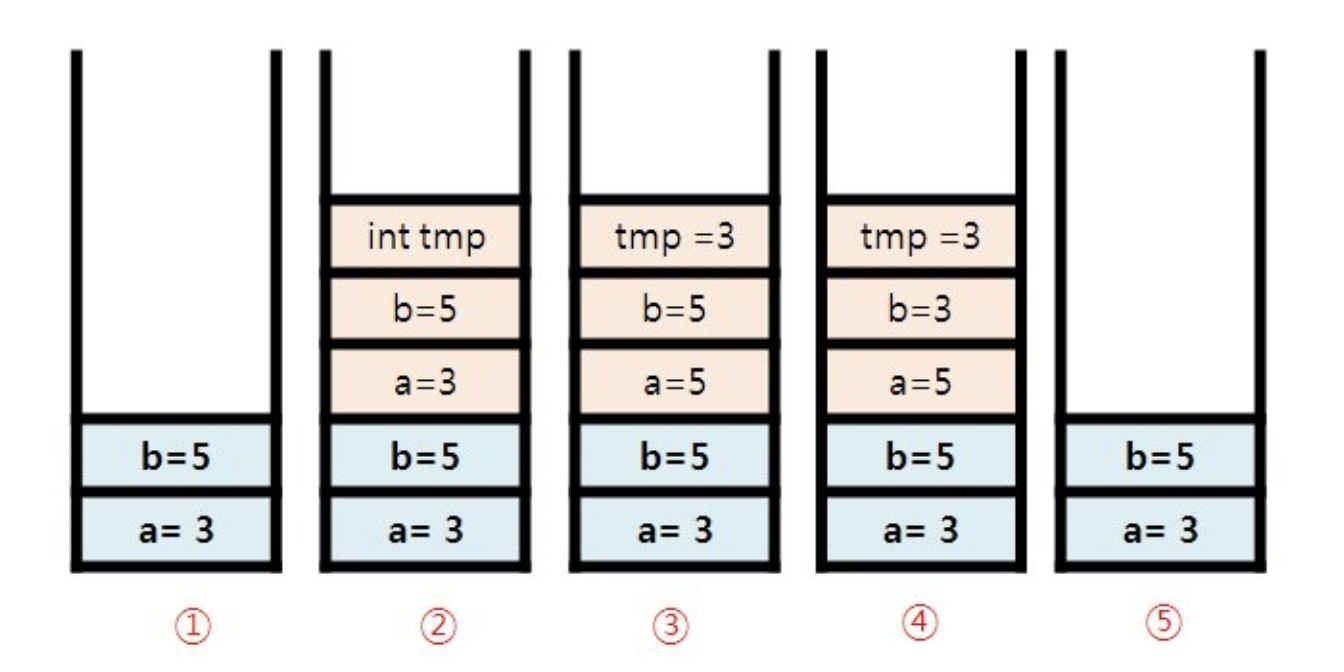 int tmp
tmp =3
tmp =3
b=5
b=5
b=3
a=3
a=5
a=5
b=5
b=5
b=5
b=5
b=5
a= 3
a= 3
a= 3
a= 3
a= 3
①
②
③
④
⑤